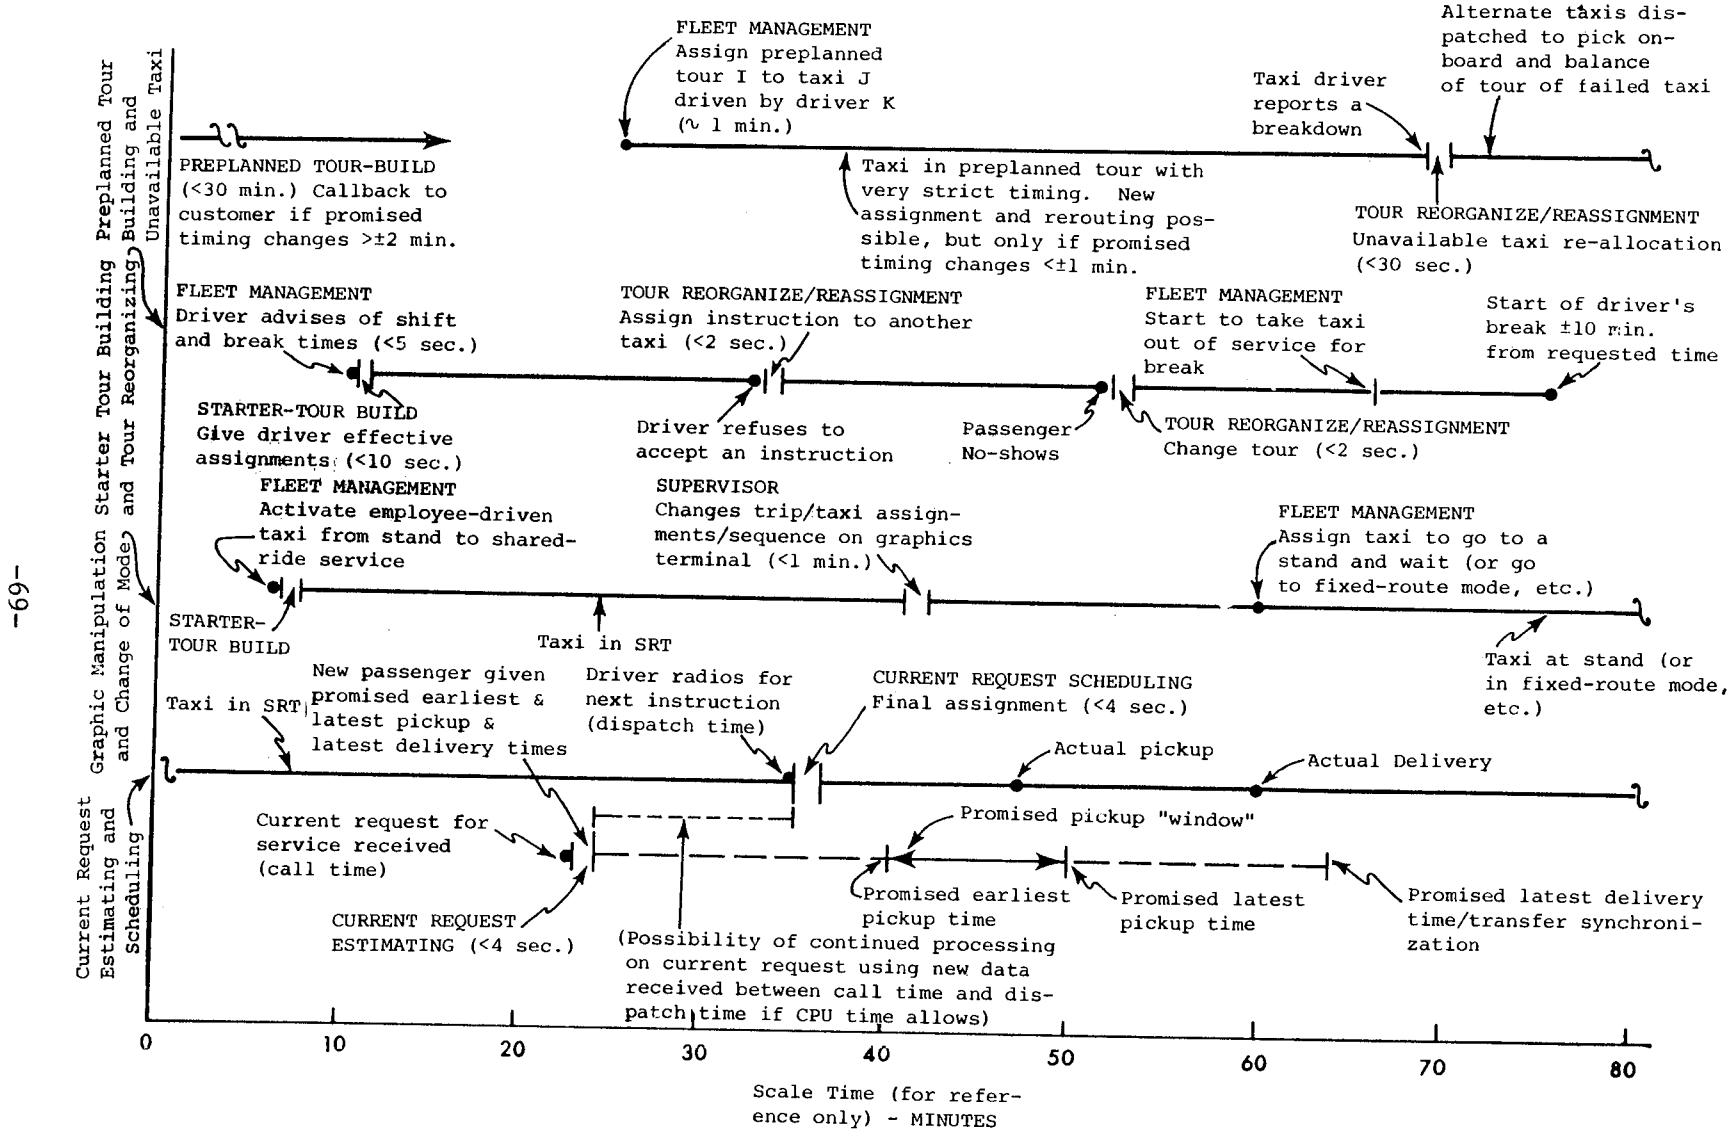 -69-
Preplanned Tour
Building and
Unavailable Taxi
Starter Tour Building
and Tour Reorganizing
Graphic Manipulation
and Change of Mode
Current Request
Estimating and
Scheduling
FLEET MANAGEMENT
Assign preplanned
tour I to taxi J
driven by driver K
(~ 1 min.)
Taxi driver
reports a
breakdown
Alternate taxis dis-
patched to pick on-
board and balance
of tour of failed taxi
PREPLANNED TOUR-BUILD
(<30 min.) Callback to
customer if promised
timing changes >±2 min.
Taxi in preplanned tour with
very strict timing. New
assignment and rerouting pos-
sible, but only if promised
timing changes <±1 min.
TOUR REORGANIZE/REASSIGNMENT
Unavailable taxi re-allocation
(<30 sec.)
FLEET MANAGEMENT
Driver advises of shift
and break times (<5 sec.)
TOUR REORGANIZE/REASSIGNMENT
Assign instruction to another
taxi (<2 sec.)
FLEET MANAGEMENT
Start to take taxi
out of service for
break
Start of driver's
break ±10 min.
from requested time
STARTER-TOUR BUILD
Give driver effective
assignments (<10 sec.)
Driver refuses to
accept an instruction
Passenger
No-shows
TOUR REORGANIZE/REASSIGNMENT
Change tour (<2 sec.)
FLEET MANAGEMENT
Activate employee-driven
taxi from stand to shared-
ride service
SUPERVISOR
Changes trip/taxi assign-
ments/sequence on graphics
terminal (<1 min.)
FLEET MANAGEMENT
Assign taxi to go to a
stand and wait (or go
to fixed-route mode, etc.)
STARTER-
TOUR BUILD
Taxi in SRT
Taxi at stand (or
in fixed-route mode,
etc.)
Taxi in SRT
New passenger given
promised earliest &
latest pickup &
latest delivery times
Driver radios for
next instruction
(dispatch time)
CURRENT REQUEST SCHEDULING
Final assignment (<4 sec.)
Actual pickup
Actual Delivery
Current request for
service received
(call time)
Promised pickup "window"
CURRENT REQUEST
ESTIMATING (<4 sec.)
Promised earliest
pickup time
Promised latest
pickup time
Promised latest delivery
time/transfer synchroni-
zation
(Possibility of continued processing
on current request using new data
received between call time and dis-
patch time if CPU time allows)
0 10 20 30 40 50 60 70 80
Scale Time (for refer-
ence only) - MINUTES